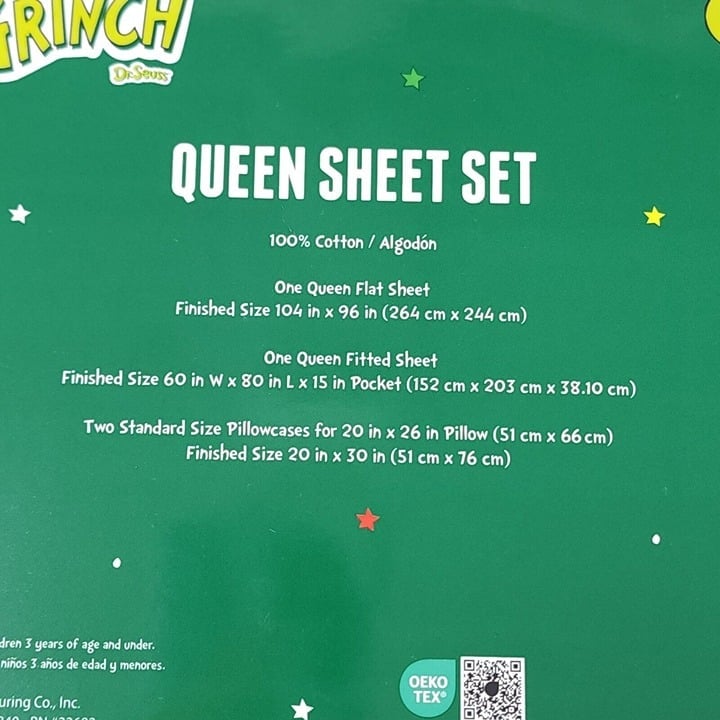 GRINCH
Dr. Seuss
QUEEN SHEET SET
100% Cotton / Algodón
One Queen Flat Sheet
Finished Size 104 in x 96 in (264 cm x 244 cm)
One Queen Fitted Sheet
Finished Size 60 in W x 80 in L x 15 in Pocket (152 cm x 203 cm x 38.10 cm)
Two Standard Size Pillowcases for 20 in x 26 in Pillow (51 cm x 66 cm)
Finished Size 20 in x 30 in (51 cm x 76 cm)
dren 3 years of age and under.
niños 3 años de edad y menores.
uring Co., Inc.
OEKO
TEX®